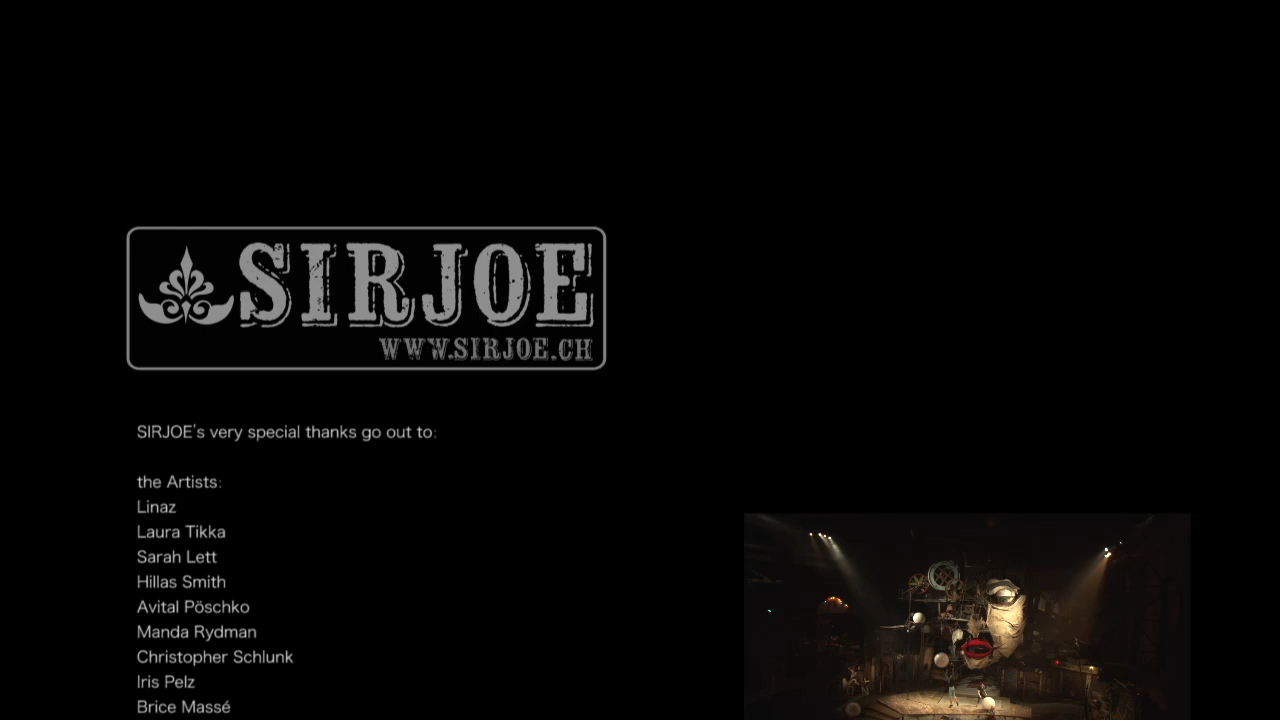 SIRJOE
WWW.SIRJOE.CH
SIRJOE's very special thanks go out to:
the Artists:
Linaz
Laura Tikka
Sarah Lett
Hillas Smith
Avital Pöschko
Manda Rydman
Christopher Schlunk
Iris Pelz
Brice Massé